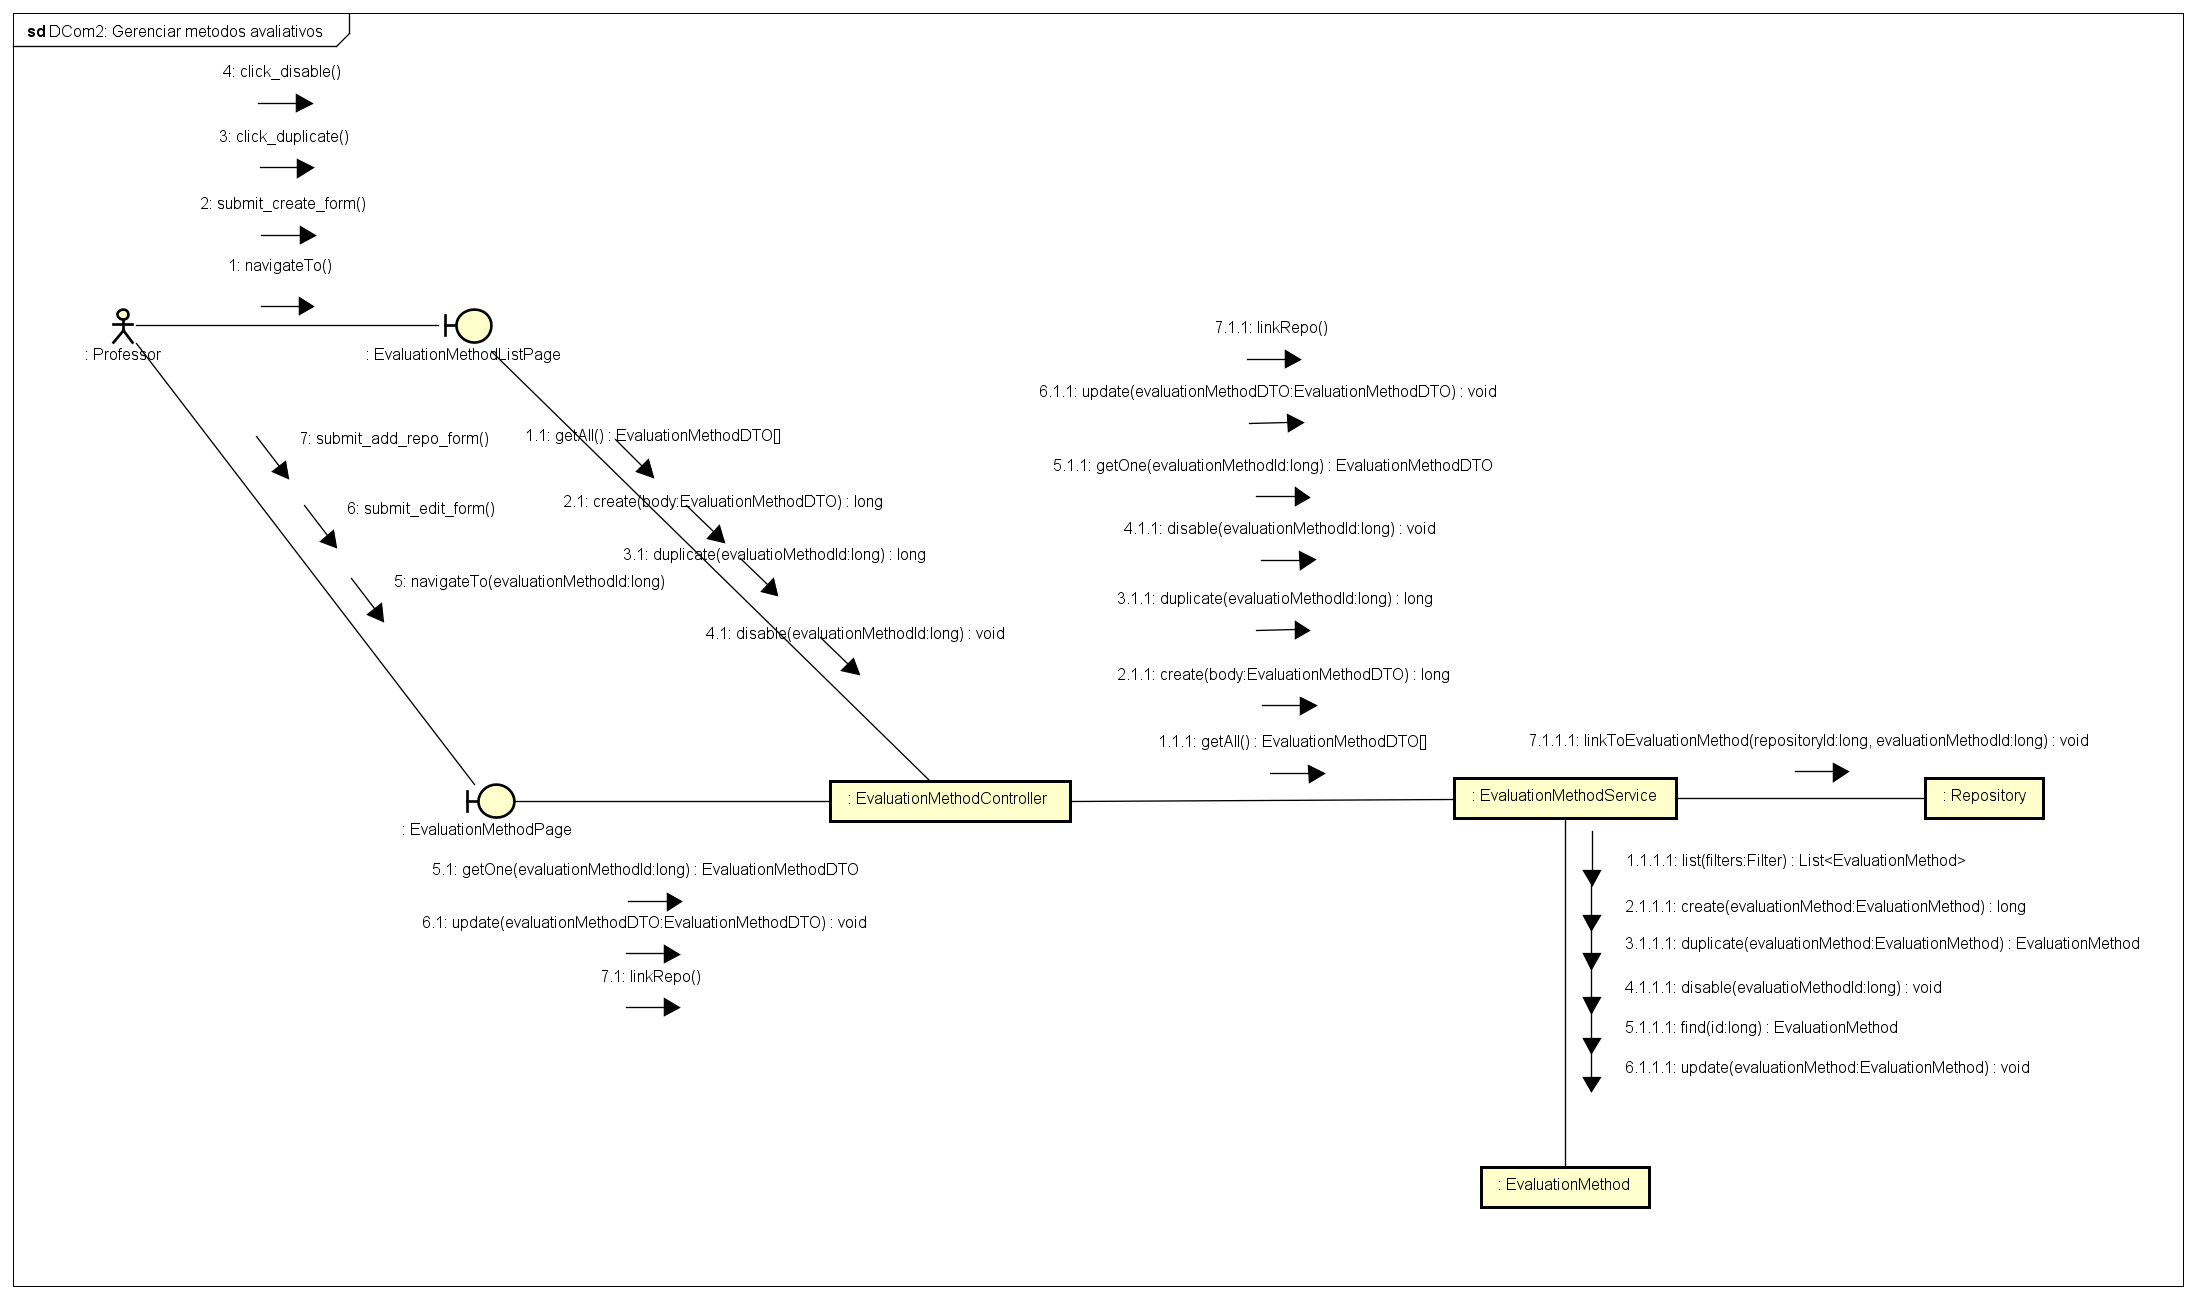 sd DCom2: Gerenciar metodos avaliativos
4: click_disable()
3: click_duplicate()
2: submit_create_form()
1: navigateTo()
: Professor
: EvaluationMethodListPage
7: submit_add_repo_form()
6: submit_edit_form()
5: navigateTo(evaluationMethodId:long)
1.1: getAll() : EvaluationMethodDTO[]
2.1: create(body:EvaluationMethodDTO) : long
3.1: duplicate(evaluatioMethodId:long) : long
4.1: disable(evaluationMethodId:long) : void
7.1.1: linkRepo()
6.1.1: update(evaluationMethodDTO:EvaluationMethodDTO) : void
5.1.1: getOne(evaluationMethodId:long) : EvaluationMethodDTO
4.1.1: disable(evaluationMethodId:long) : void
3.1.1: duplicate(evaluatioMethodId:long) : long
2.1.1: create(body:EvaluationMethodDTO) : long
1.1.1: getAll() : EvaluationMethodDTO[]
7.1.1.1: linkToEvaluationMethod(repositoryId:long, evaluationMethodId:long) : void
: EvaluationMethodPage
: EvaluationMethodController
: EvaluationMethodService
: Repository
5.1: getOne(evaluationMethodId:long) : EvaluationMethodDTO
6.1: update(evaluationMethodDTO:EvaluationMethodDTO) : void
7.1: linkRepo()
1.1.1.1: list(filters:Filter) : List<EvaluationMethod>
2.1.1.1: create(evaluationMethod:EvaluationMethod) : long
3.1.1.1: duplicate(evaluationMethod:EvaluationMethod) : EvaluationMethod
4.1.1.1: disable(evaluatioMethodId:long) : void
5.1.1.1: find(id:long) : EvaluationMethod
6.1.1.1: update(evaluationMethod:EvaluationMethod) : void
: EvaluationMethod